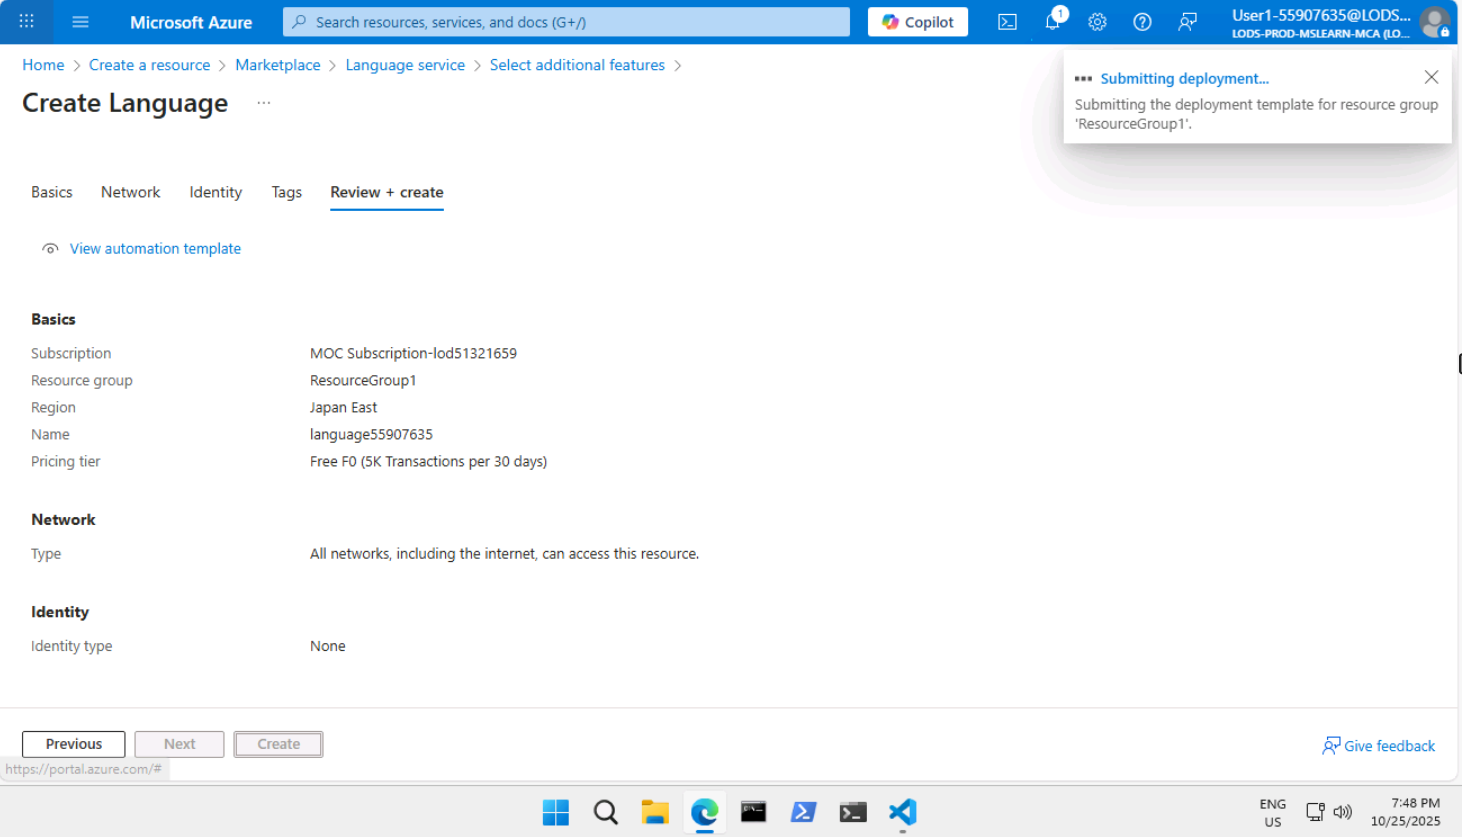 Microsoft Azure
Search resources, services, and docs (G+/)
Copilot
1
User1-55907635@LODS...
LODS-PROD-MSLEARN-MCA (LO...
Home > Create a resource > Marketplace > Language service > Select additional features >
Create Language ...
Submitting deployment...
Submitting the deployment template for resource group
'ResourceGroup1'.
Basics Network Identity Tags Review + create
View automation template
Basics
Subscription MOC Subscription-lod51321659
Resource group ResourceGroup1
Region Japan East
Name language55907635
Pricing tier Free F0 (5K Transactions per 30 days)
Network
Type All networks, including the internet, can access this resource.
Identity
Identity type None
Previous Next Create
Give feedback
https://portal.azure.com/#
ENG
US
7:48 PM
10/25/2025